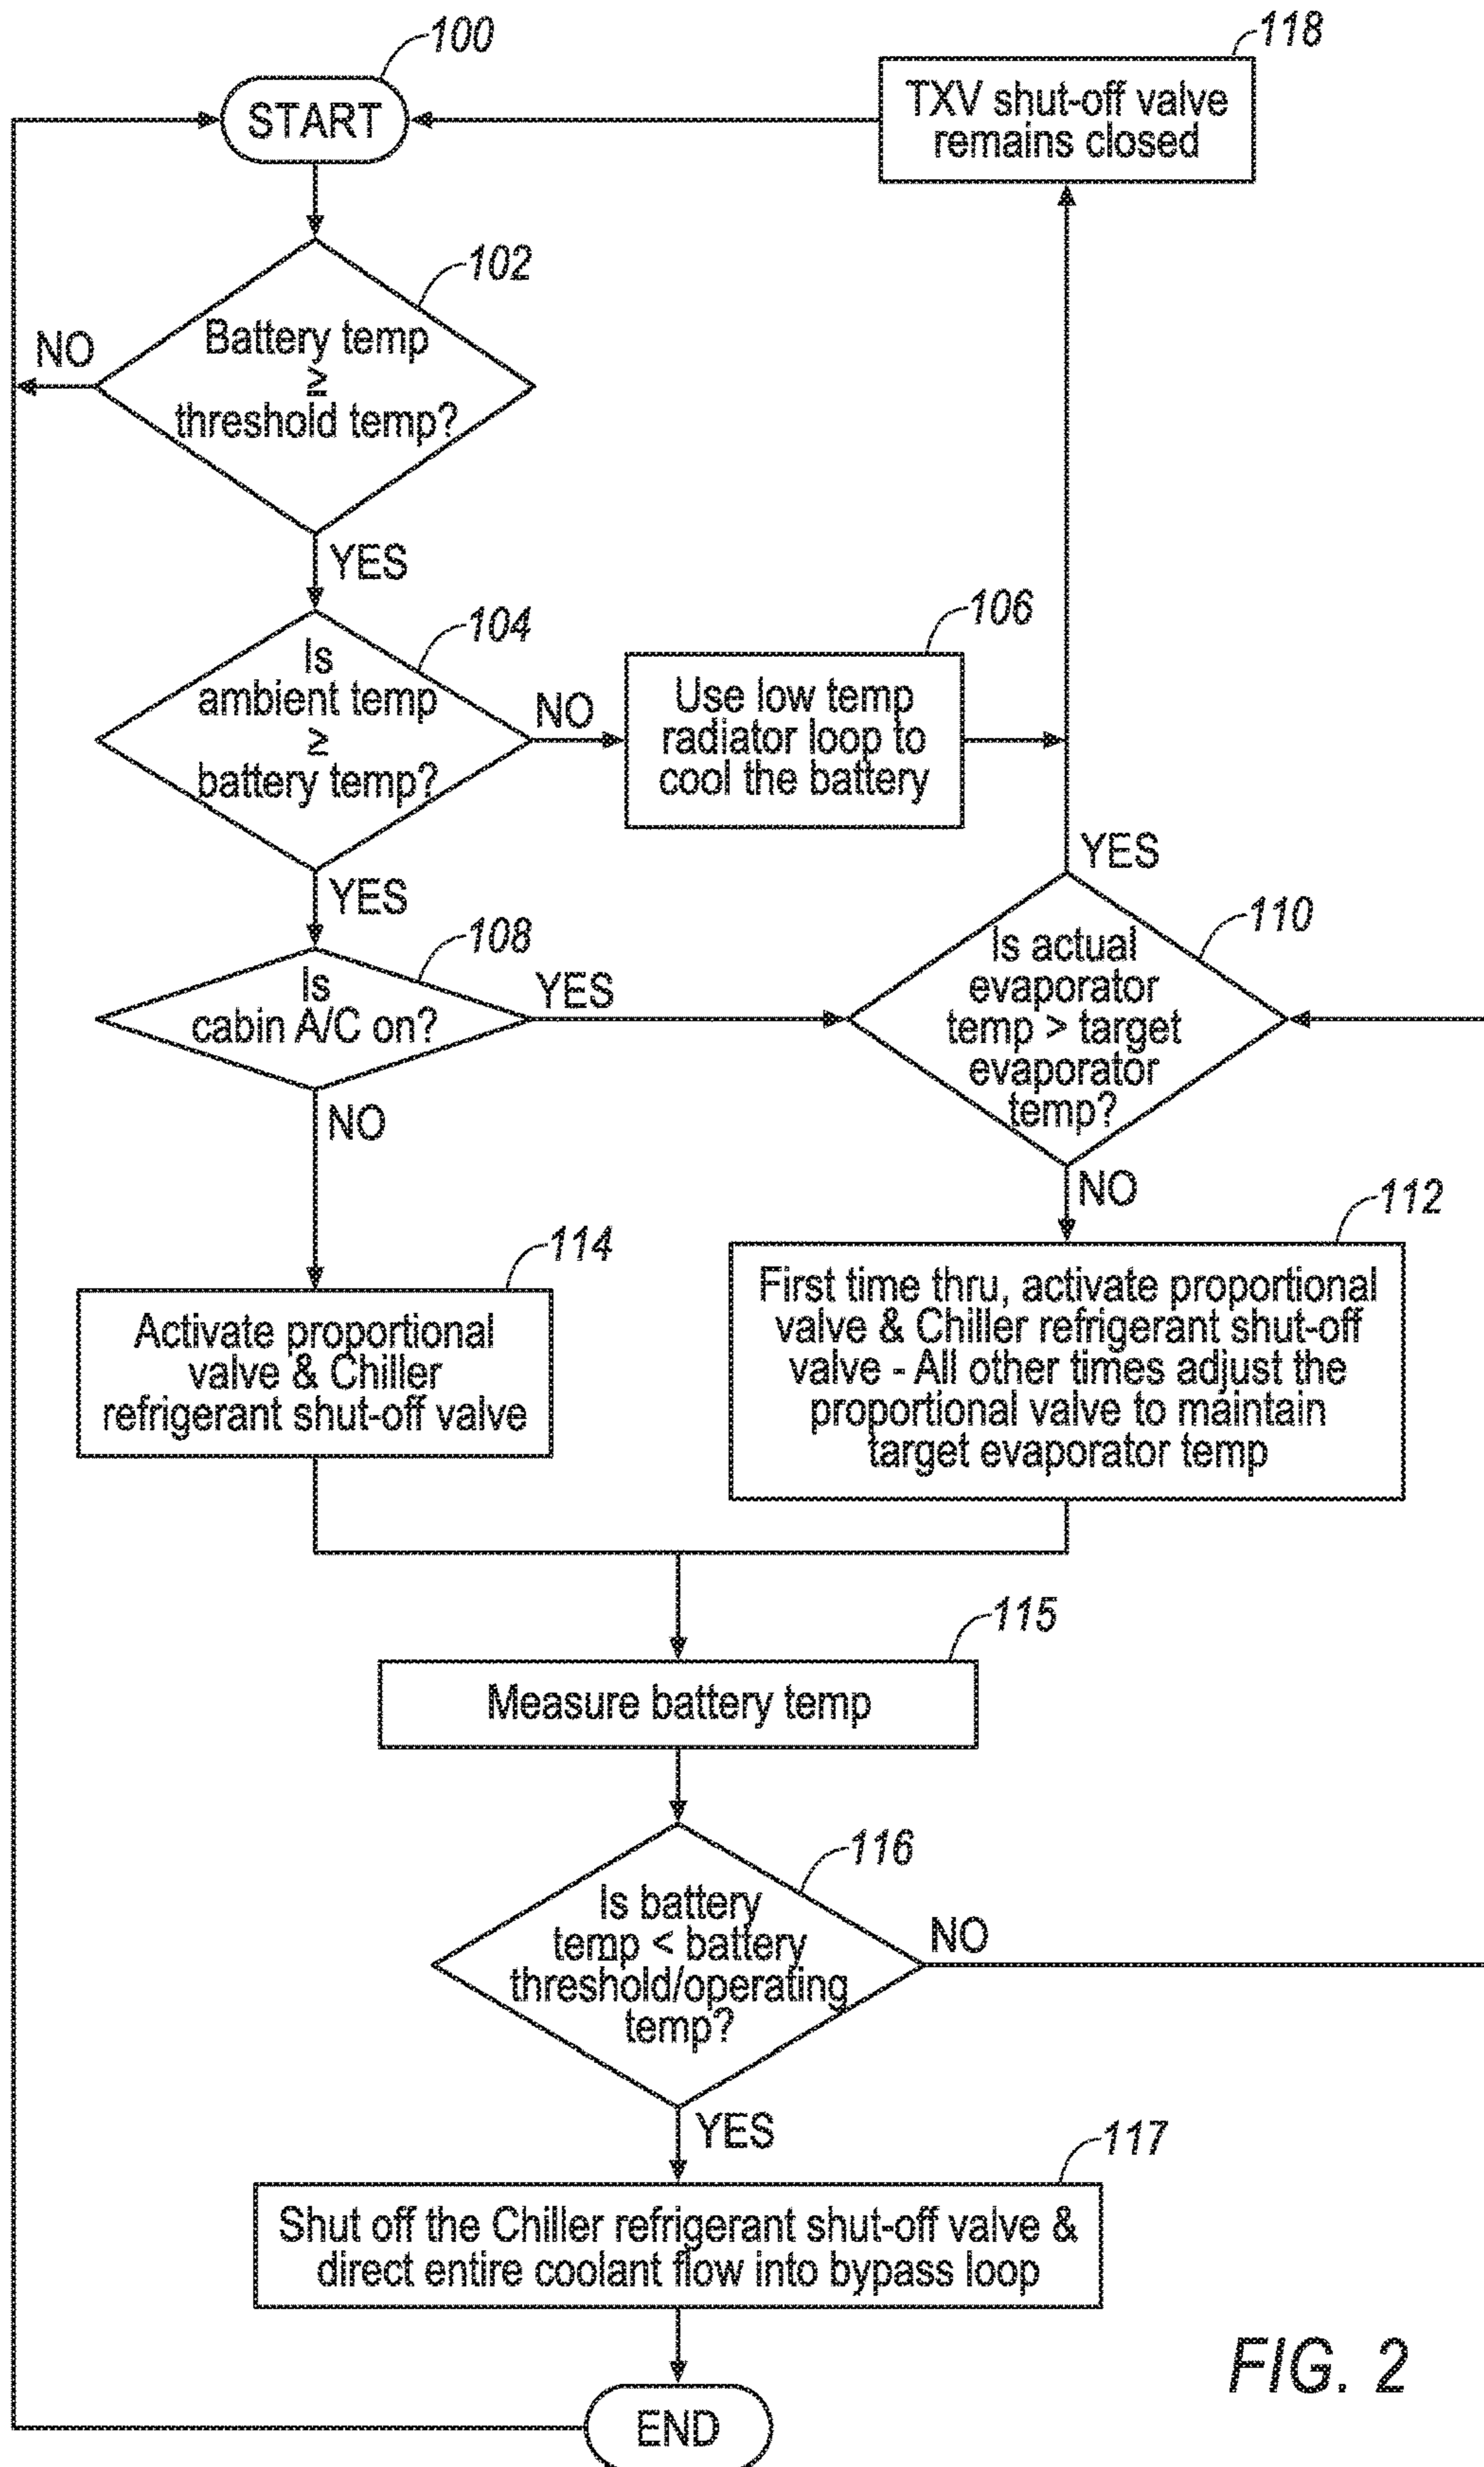 100
START
118
TXV shut-off valve
remains closed
102
Battery temp
≥
threshold temp?
NO
YES
104
Is
ambient temp
≥
battery temp?
NO
106
Use low temp
radiator loop to
cool the battery
YES
108
Is
cabin A/C on?
YES
YES
110
Is actual
evaporator
temp > target
evaporator
temp?
NO
NO
114
Activate proportional
valve & Chiller
refrigerant shut-off valve
112
First time thru, activate proportional
valve & Chiller refrigerant shut-off
valve - All other times adjust the
proportional valve to maintain
target evaporator temp
115
Measure battery temp
116
Is battery
temp < battery
threshold/operating
temp?
NO
YES
117
Shut off the Chiller refrigerant shut-off valve &
direct entire coolant flow into bypass loop
END
FIG. 2